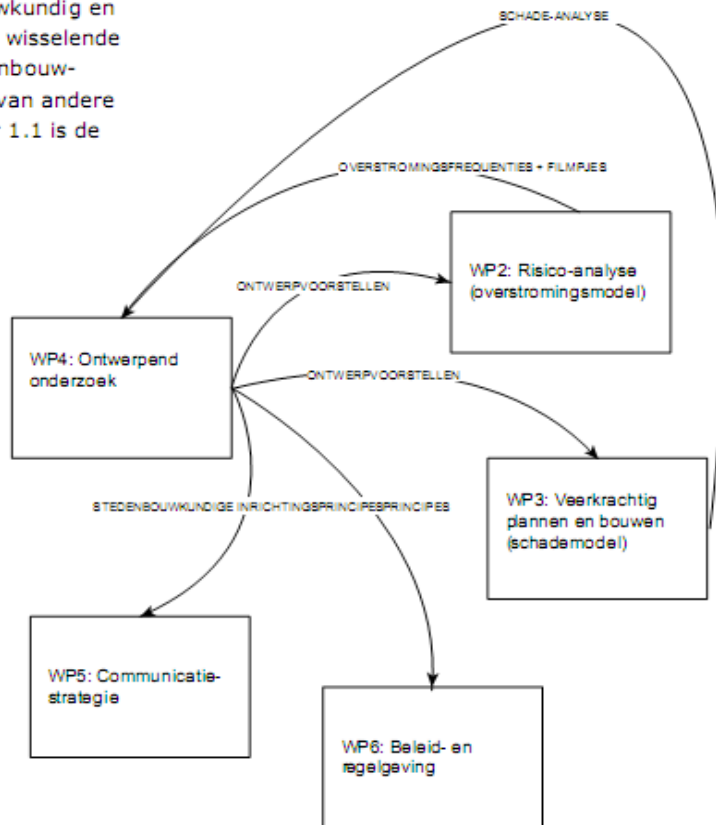 wkundig en
wisselende
nbouw-
van andere
1.1 is de
SCHADE-ANALYSE
OVERSTROMINGSFREQUENTIES + FILMPJES
WP2: Risico-analyse
(overstromingsmodel)
ONTWERPVOORSTELLEN
WP4: Ontwerpend
onderzoek
ONTWERPVOORSTELLEN
WP3: Veerkrachtig
plannen en bouwen
(schademodel)
STEDENBOUWKUNDIGE INRICHTINGSPRINCIPESPRINCIPES
WP5: Communicatie-
strategie
WP6: Beleid- en
regelgeving